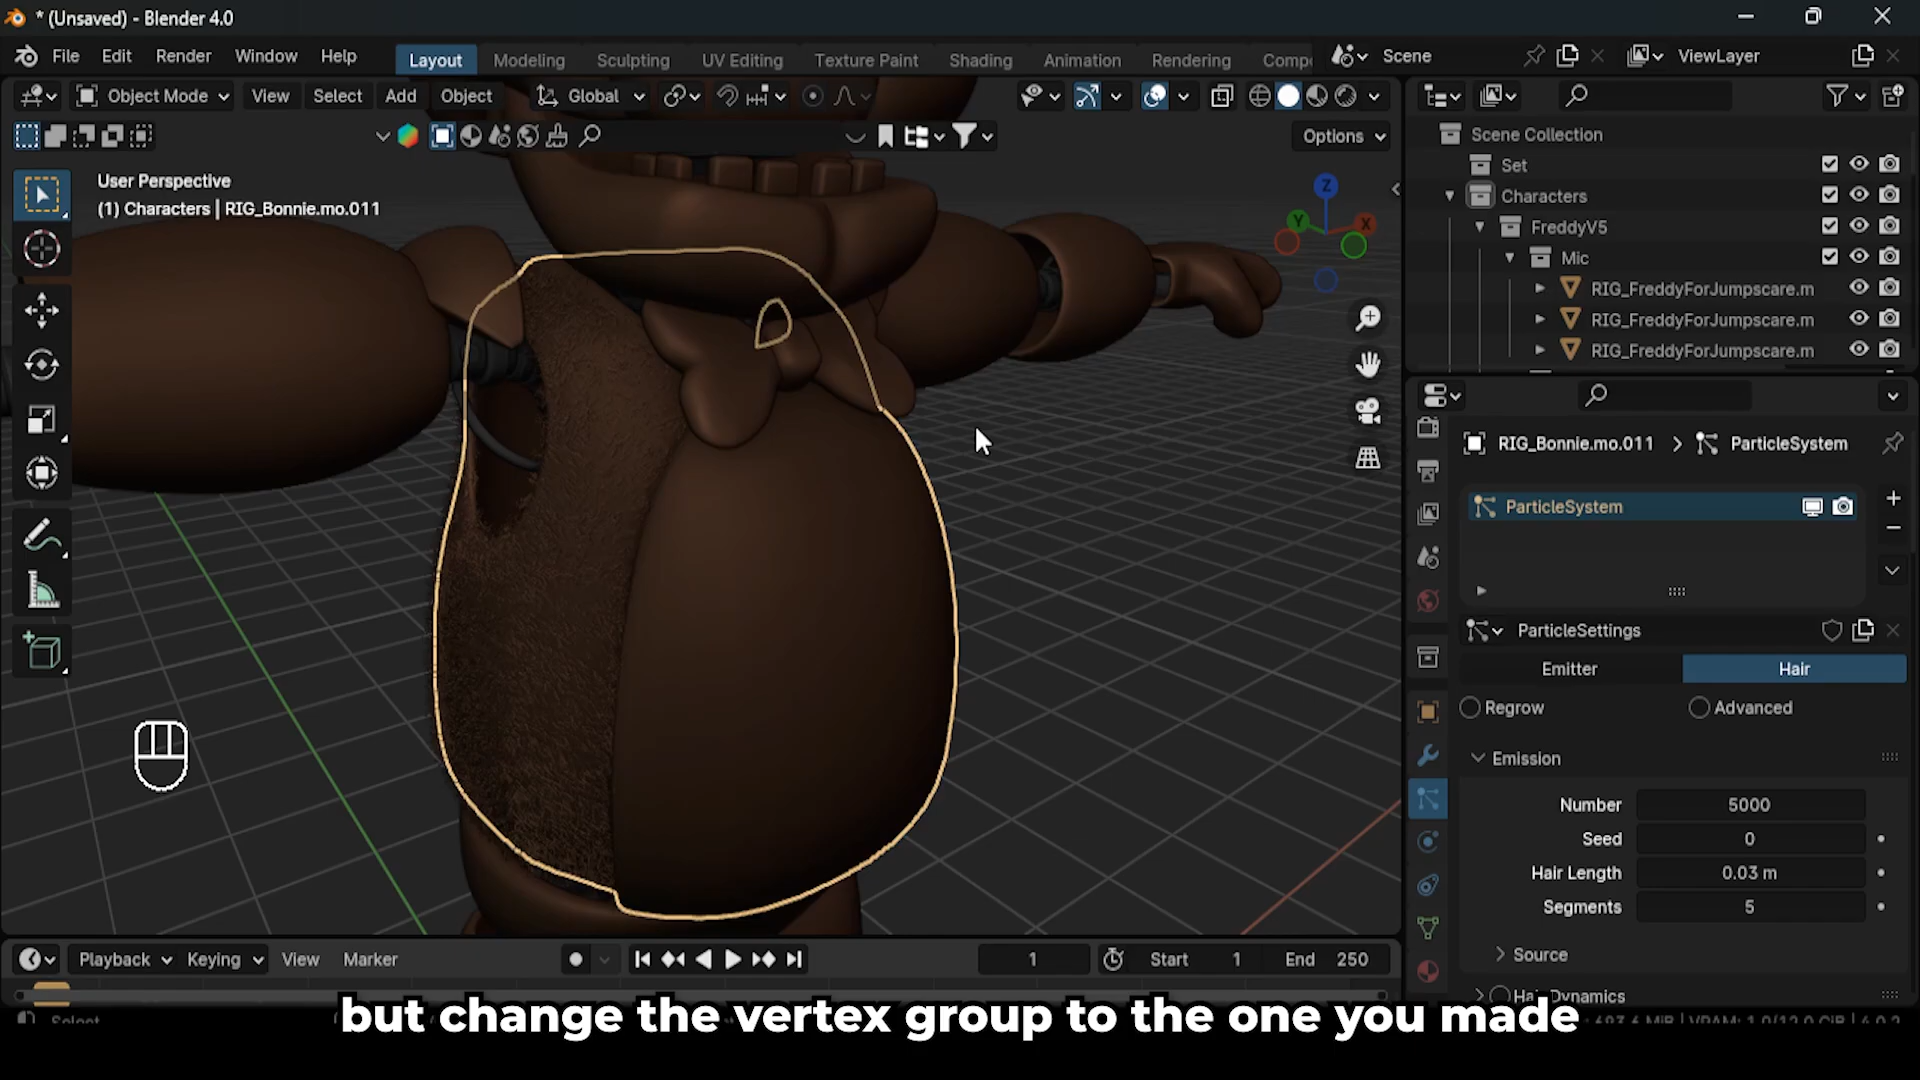 * (Unsaved) - Blender 4.0
File Edit Render Window Help Layout Modeling Sculpting UV Editing Texture Paint Shading Animation Rendering Comp Scene ViewLayer
Object Mode View Select Add Object Global
Options
User Perspective
(1) Characters | RIG_Bonnie.mo.011
Z
Y
X
Scene Collection
Set
Characters
FreddyV5
Mic
RIG_FreddyForJumpscare.m
RIG_FreddyForJumpscare.m
RIG_FreddyForJumpscare.m
RIG_Bonnie.mo.011 ParticleSystem
ParticleSystem
ParticleSettings
Emitter Hair
Regrow Advanced
Emission
Number 5000
Seed 0
Hair Length 0.03 m
Segments 5
Source
Hair Dynamics
Playback Keying View Marker 1 Start 1 End 250
Select
but change the vertex group to the one you made